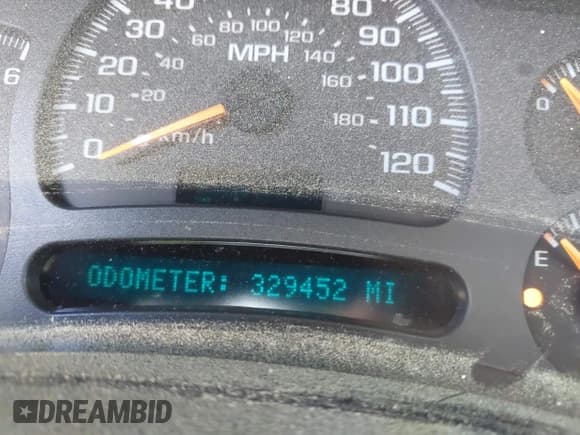 40 80
30 60 80 100 120 90
20 40 MPH 140 160 100
10 20 180 110
0 km/h 120
6
0
E
ODOMETER: 329452 MI
DREAMBID